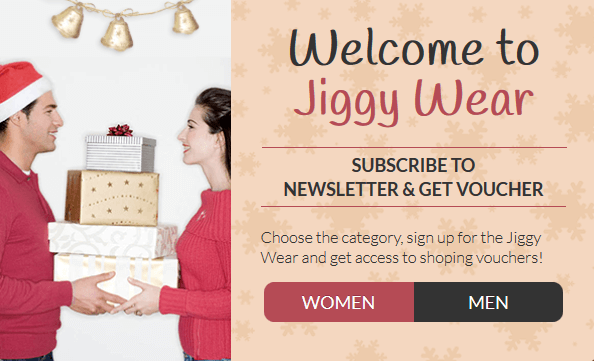 Welcome to
Jiggy Wear
SUBSCRIBE TO
NEWSLETTER & GET VOUCHER
Choose the category, sign up for the Jiggy
Wear and get access to shoping vouchers!
WOMEN MEN